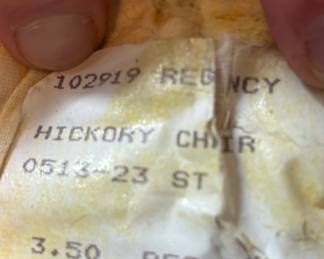 102919 REGENCY
HICKORY CHAIR
0513-23 ST
3.50